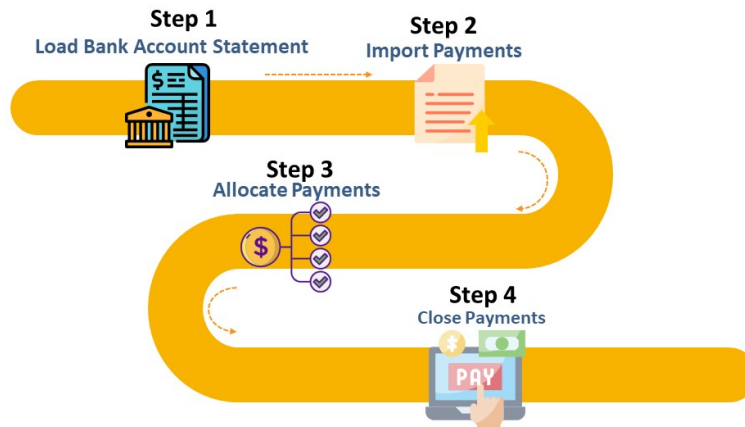 Step 1
Load Bank Account Statement
Step 2
Import Payments
Step 3
Allocate Payments
Step 4
Close Payments
PAY